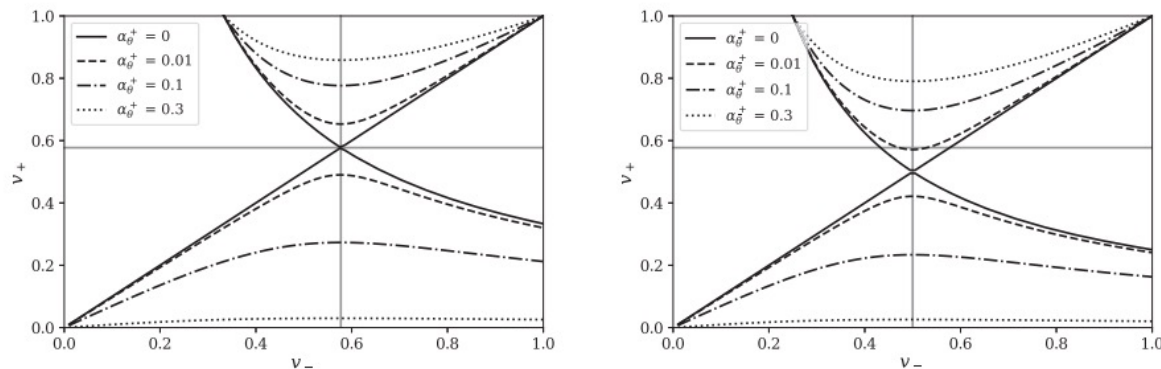 1.0
0.8
0.6
0.4
0.2
0.0
v₊
α_θ⁺ = 0
α_θ⁺ = 0.01
α_θ⁺ = 0.1
α_θ⁺ = 0.3
0.0 0.2 0.4 0.6 0.8 1.0
v₋
1.0
0.8
0.6
0.4
0.2
0.0
v₊
α_θ̄⁺ = 0
α_θ̄⁺ = 0.01
α_θ̄⁺ = 0.1
α_θ̄⁺ = 0.3
0.0 0.2 0.4 0.6 0.8 1.0
v₋